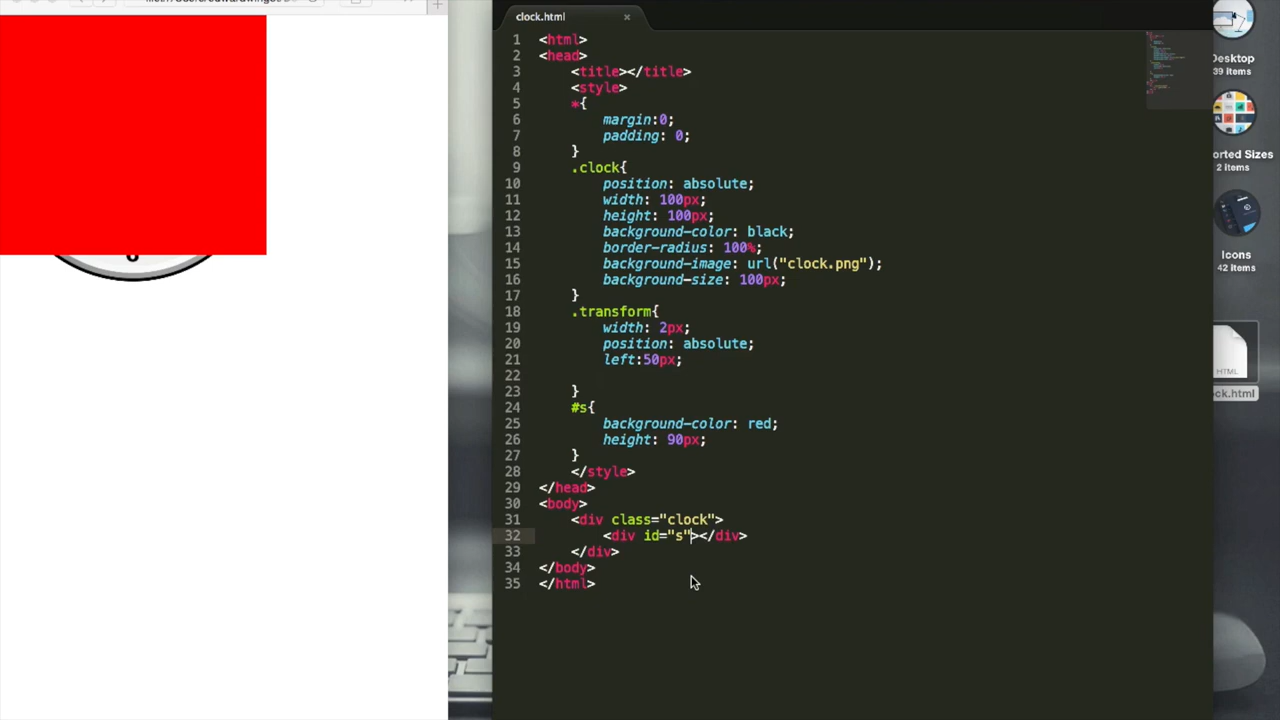 clock.html ×
1 <html>
2 <head>
3 <title></title>
4 <style>
5 *{
6 margin:0;
7 padding: 0;
8 }
9 .clock{
10 position: absolute;
11 width: 100px;
12 height: 100px;
13 background-color: black;
14 border-radius: 100%;
15 background-image: url("clock.png");
16 background-size: 100px;
17 }
18 .transform{
19 width: 2px;
20 position: absolute;
21 left:50px;
22
23 }
24 #s{
25 background-color: red;
26 height: 90px;
27 }
28 </style>
29 </head>
30 <body>
31 <div class="clock">
32 <div id="s"></div>
33 </div>
34 </body>
35 </html>
Desktop
39 items
orted Sizes
2 items
Icons
42 items
HTML
ck.html